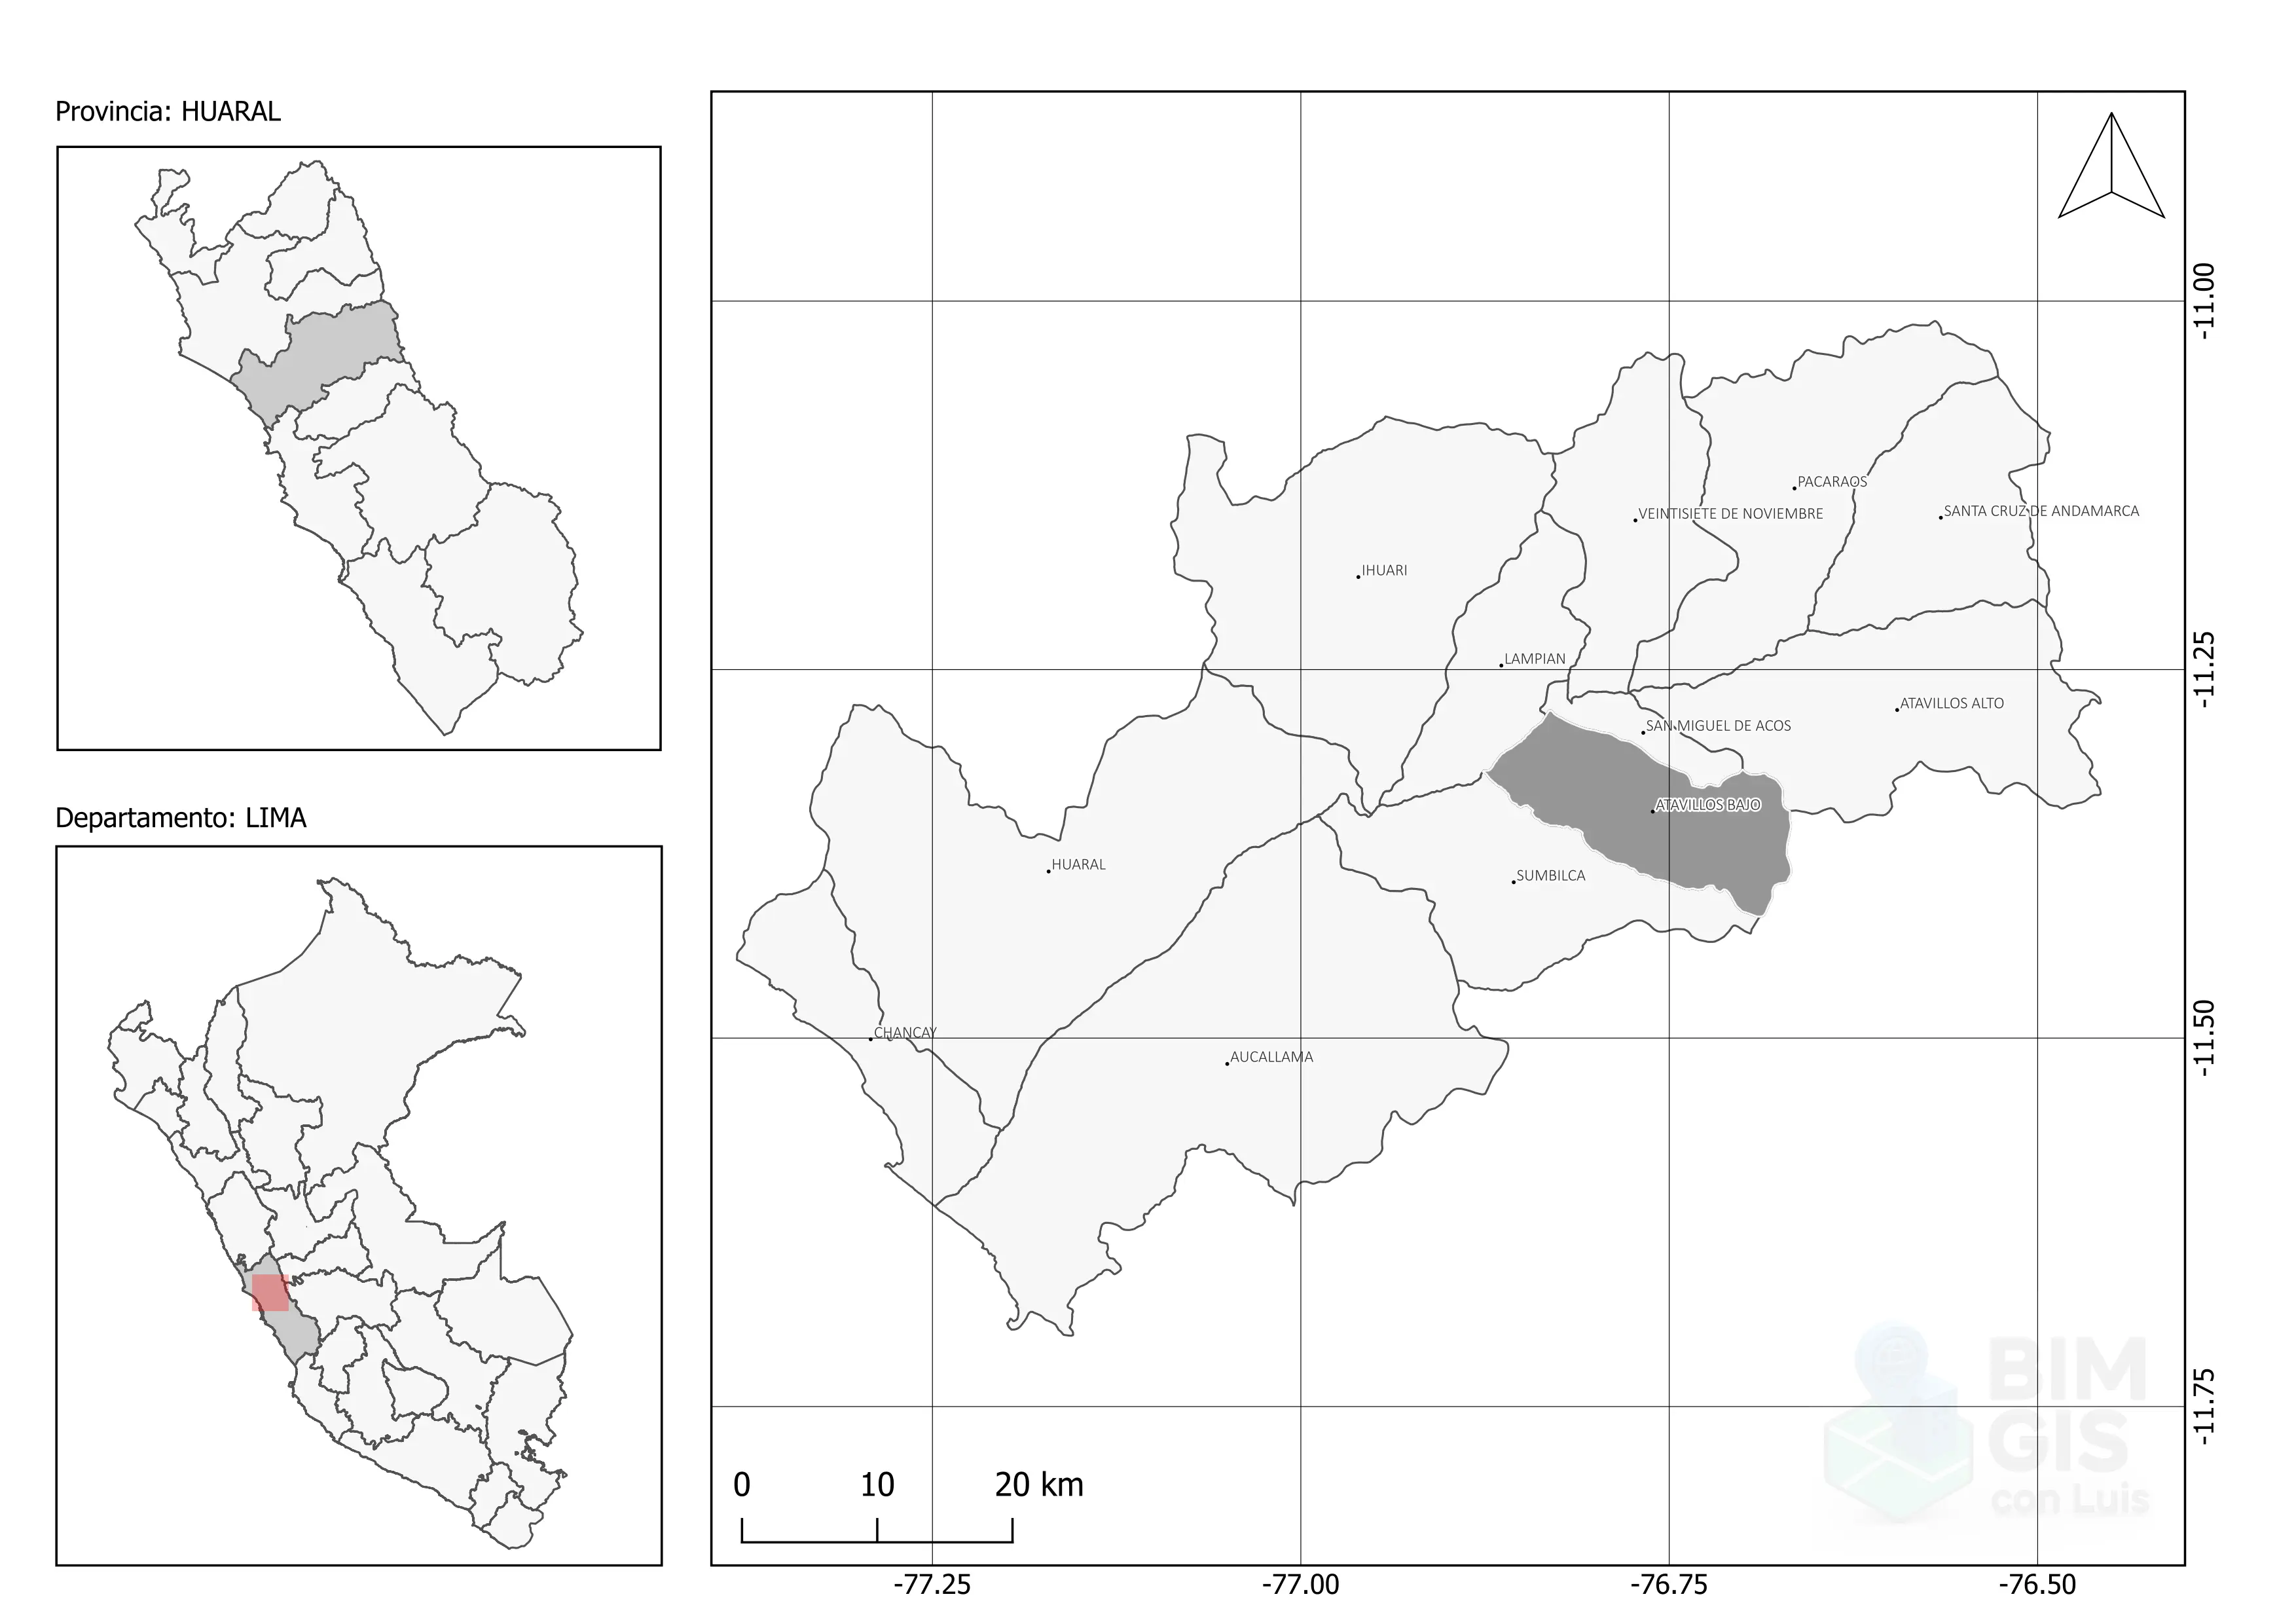 Provincia: HUARAL
Departamento: LIMA
PACARAOS
SANTA CRUZ DE ANDAMARCA
VEINTISIETE DE NOVIEMBRE
IHUARI
LAMPIAN
ATAVILLOS ALTO
SAN MIGUEL DE ACOS
ATAVILLOS BAJO
HUARAL
SUMBILCA
CHANCAY
AUCALLAMA
-11.00
-11.25
-11.50
-11.75
0 10 20 km
-77.25 -77.00 -76.75 -76.50
BIM
GIS
con Luis